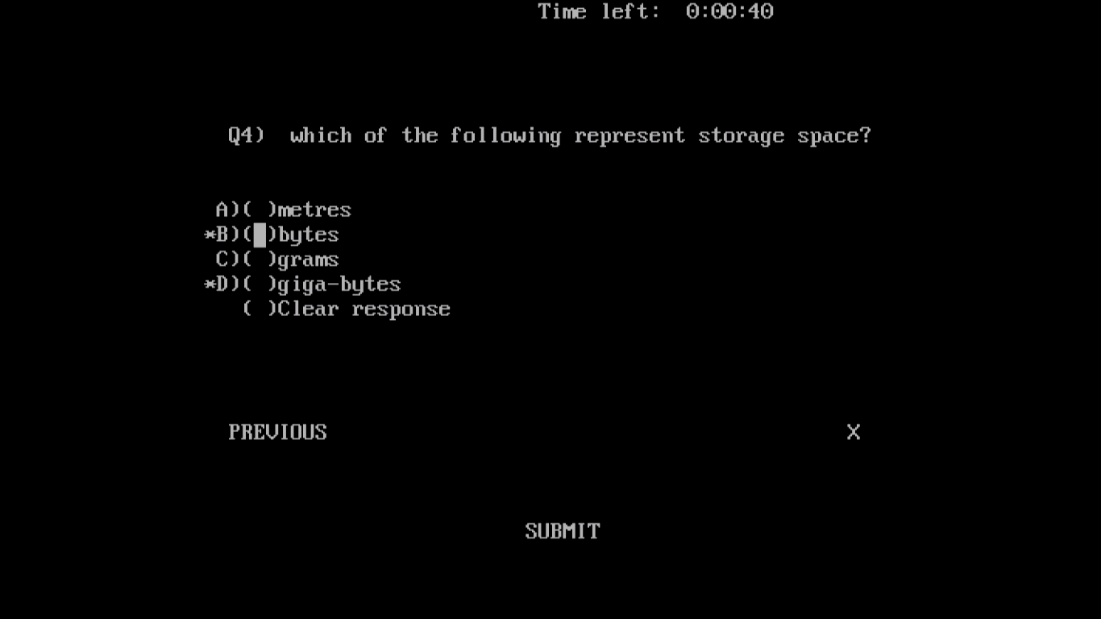 Time left: 0:00:40
Q4) which of the following represent storage space?
A)( )metres
*B)( )bytes
C)( )grams
*D)( )giga-bytes
( )Clear response
PREVIOUS X
SUBMIT